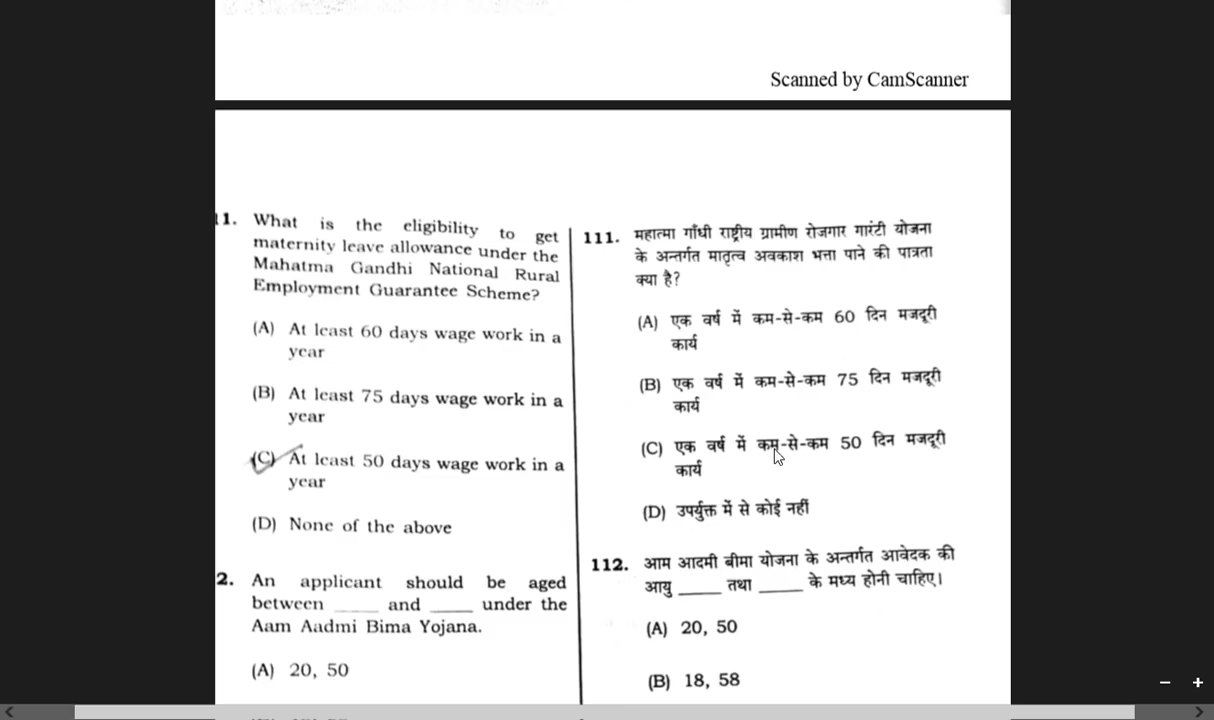 Scanned by CamScanner
11. What is the eligibility to get
maternity leave allowance under the
Mahatma Gandhi National Rural
Employment Guarantee Scheme?
(A) At least 60 days wage work in a
year
(B) At least 75 days wage work in a
year
(C) At least 50 days wage work in a
year
(D) None of the above
2. An applicant should be aged
between ____ and ____ under the
Aam Aadmi Bima Yojana.
(A) 20, 50
111. महात्मा गाँधी राष्ट्रीय ग्रामीण रोजगार गारंटी योजना
के अन्तर्गत मातृत्व अवकाश भत्ता पाने की पात्रता
क्या है?
(A) एक वर्ष में कम-से-कम 60 दिन मजदूरी
कार्य
(B) एक वर्ष में कम-से-कम 75 दिन मजदूरी
कार्य
(C) एक वर्ष में कम-से-कम 50 दिन मजदूरी
कार्य
(D) उपर्युक्त में से कोई नहीं
112. आम आदमी बीमा योजना के अन्तर्गत आवेदक की
आयु ____ तथा ____ के मध्य होनी चाहिए।
(A) 20, 50
(B) 18, 58